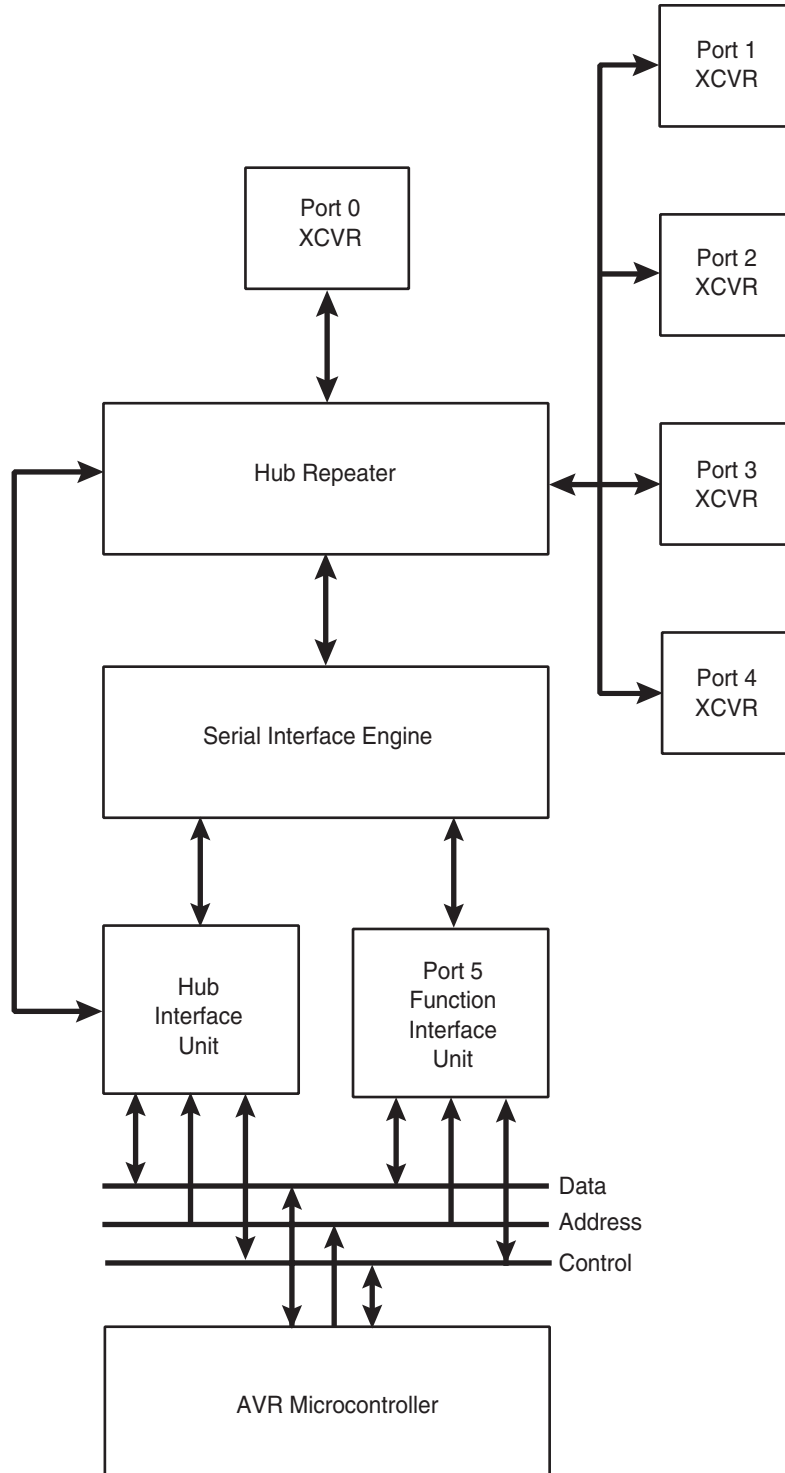 Port 1
XCVR
Port 0
XCVR
Port 2
XCVR
Hub Repeater
Port 3
XCVR
Port 4
XCVR
Serial Interface Engine
Hub
Interface
Unit
Port 5
Function
Interface
Unit
Data
Address
Control
AVR Microcontroller